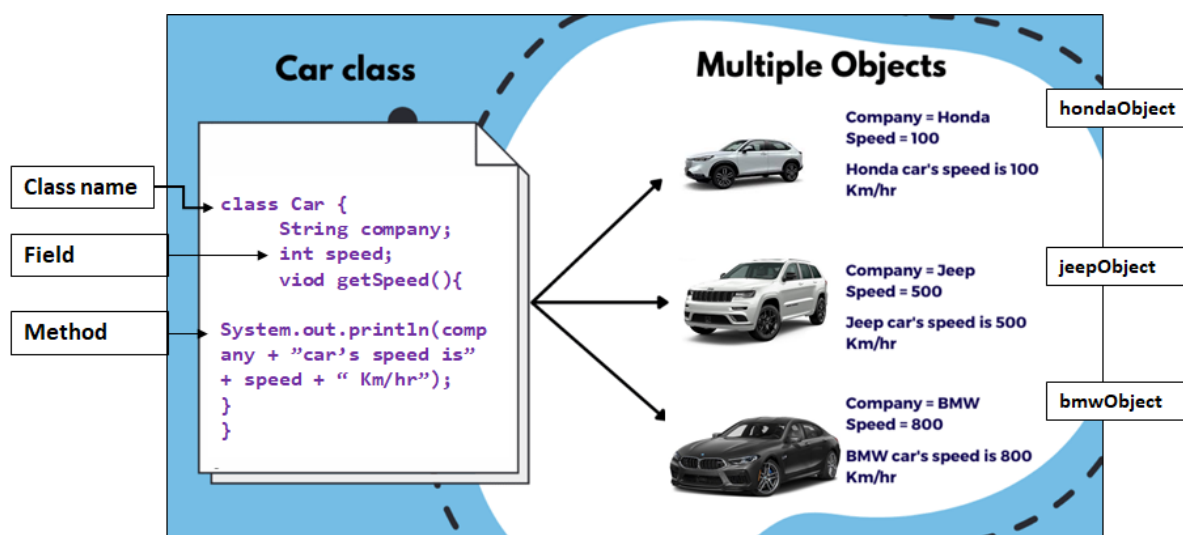 Car class
Multiple Objects
Class name
Field
Method
class Car {
String company;
int speed;
viod getSpeed(){
System.out.println(comp
any + ”car’s speed is”
+ speed + “ Km/hr”);
}
}
Company = Honda
Speed = 100
Honda car's speed is 100
Km/hr
hondaObject
Company = Jeep
Speed = 500
Jeep car's speed is 500
Km/hr
jeepObject
Company = BMW
Speed = 800
BMW car's speed is 800
Km/hr
bmwObject